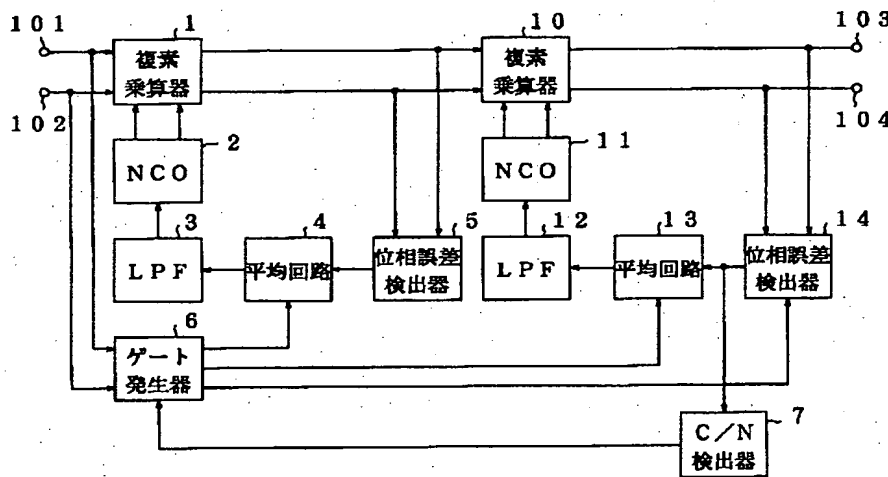 101
1
10
103
複素
乗算器
複素
乗算器
102
104
2
11
NCO
NCO
3
4
5
12
13
14
LPF
平均回路
位相誤差
検出器
LPF
平均回路
位相誤差
検出器
6
ゲート
発生器
7
C/N
検出器